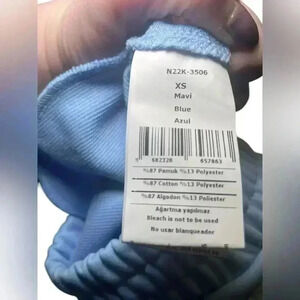 N22K-3506
XS
Mavi
Blue
Azul
682328 657863
%87 Pamuk %13 Polyester
%87 Cotton %13 Polyester
%87 Algodon %13 Poliester
Ağartma yapılmaz
Bleach is not to be used
No usar blanqueador